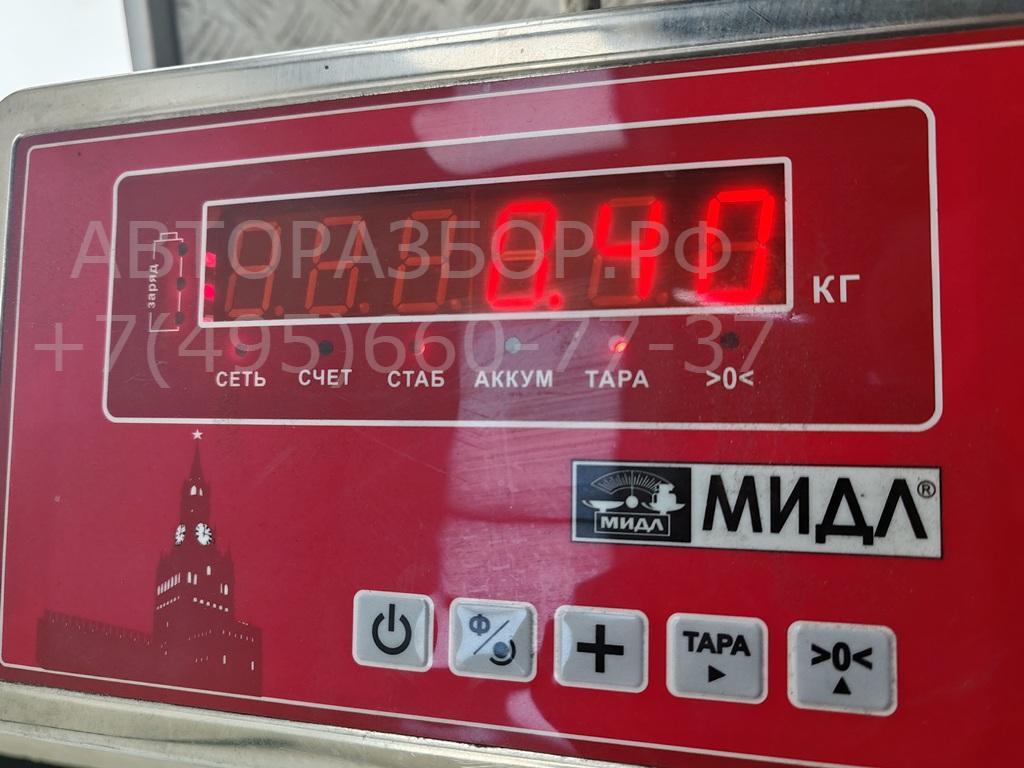 АВТОРАЗБОР.РФ
+7(495)660-77-37
заряд
0.40
кг
СЕТЬ СЧЕТ СТАБ АККУМ ТАРА >0<
МИДЛ
МИДЛ®
Ф
+
ТАРА
>0<